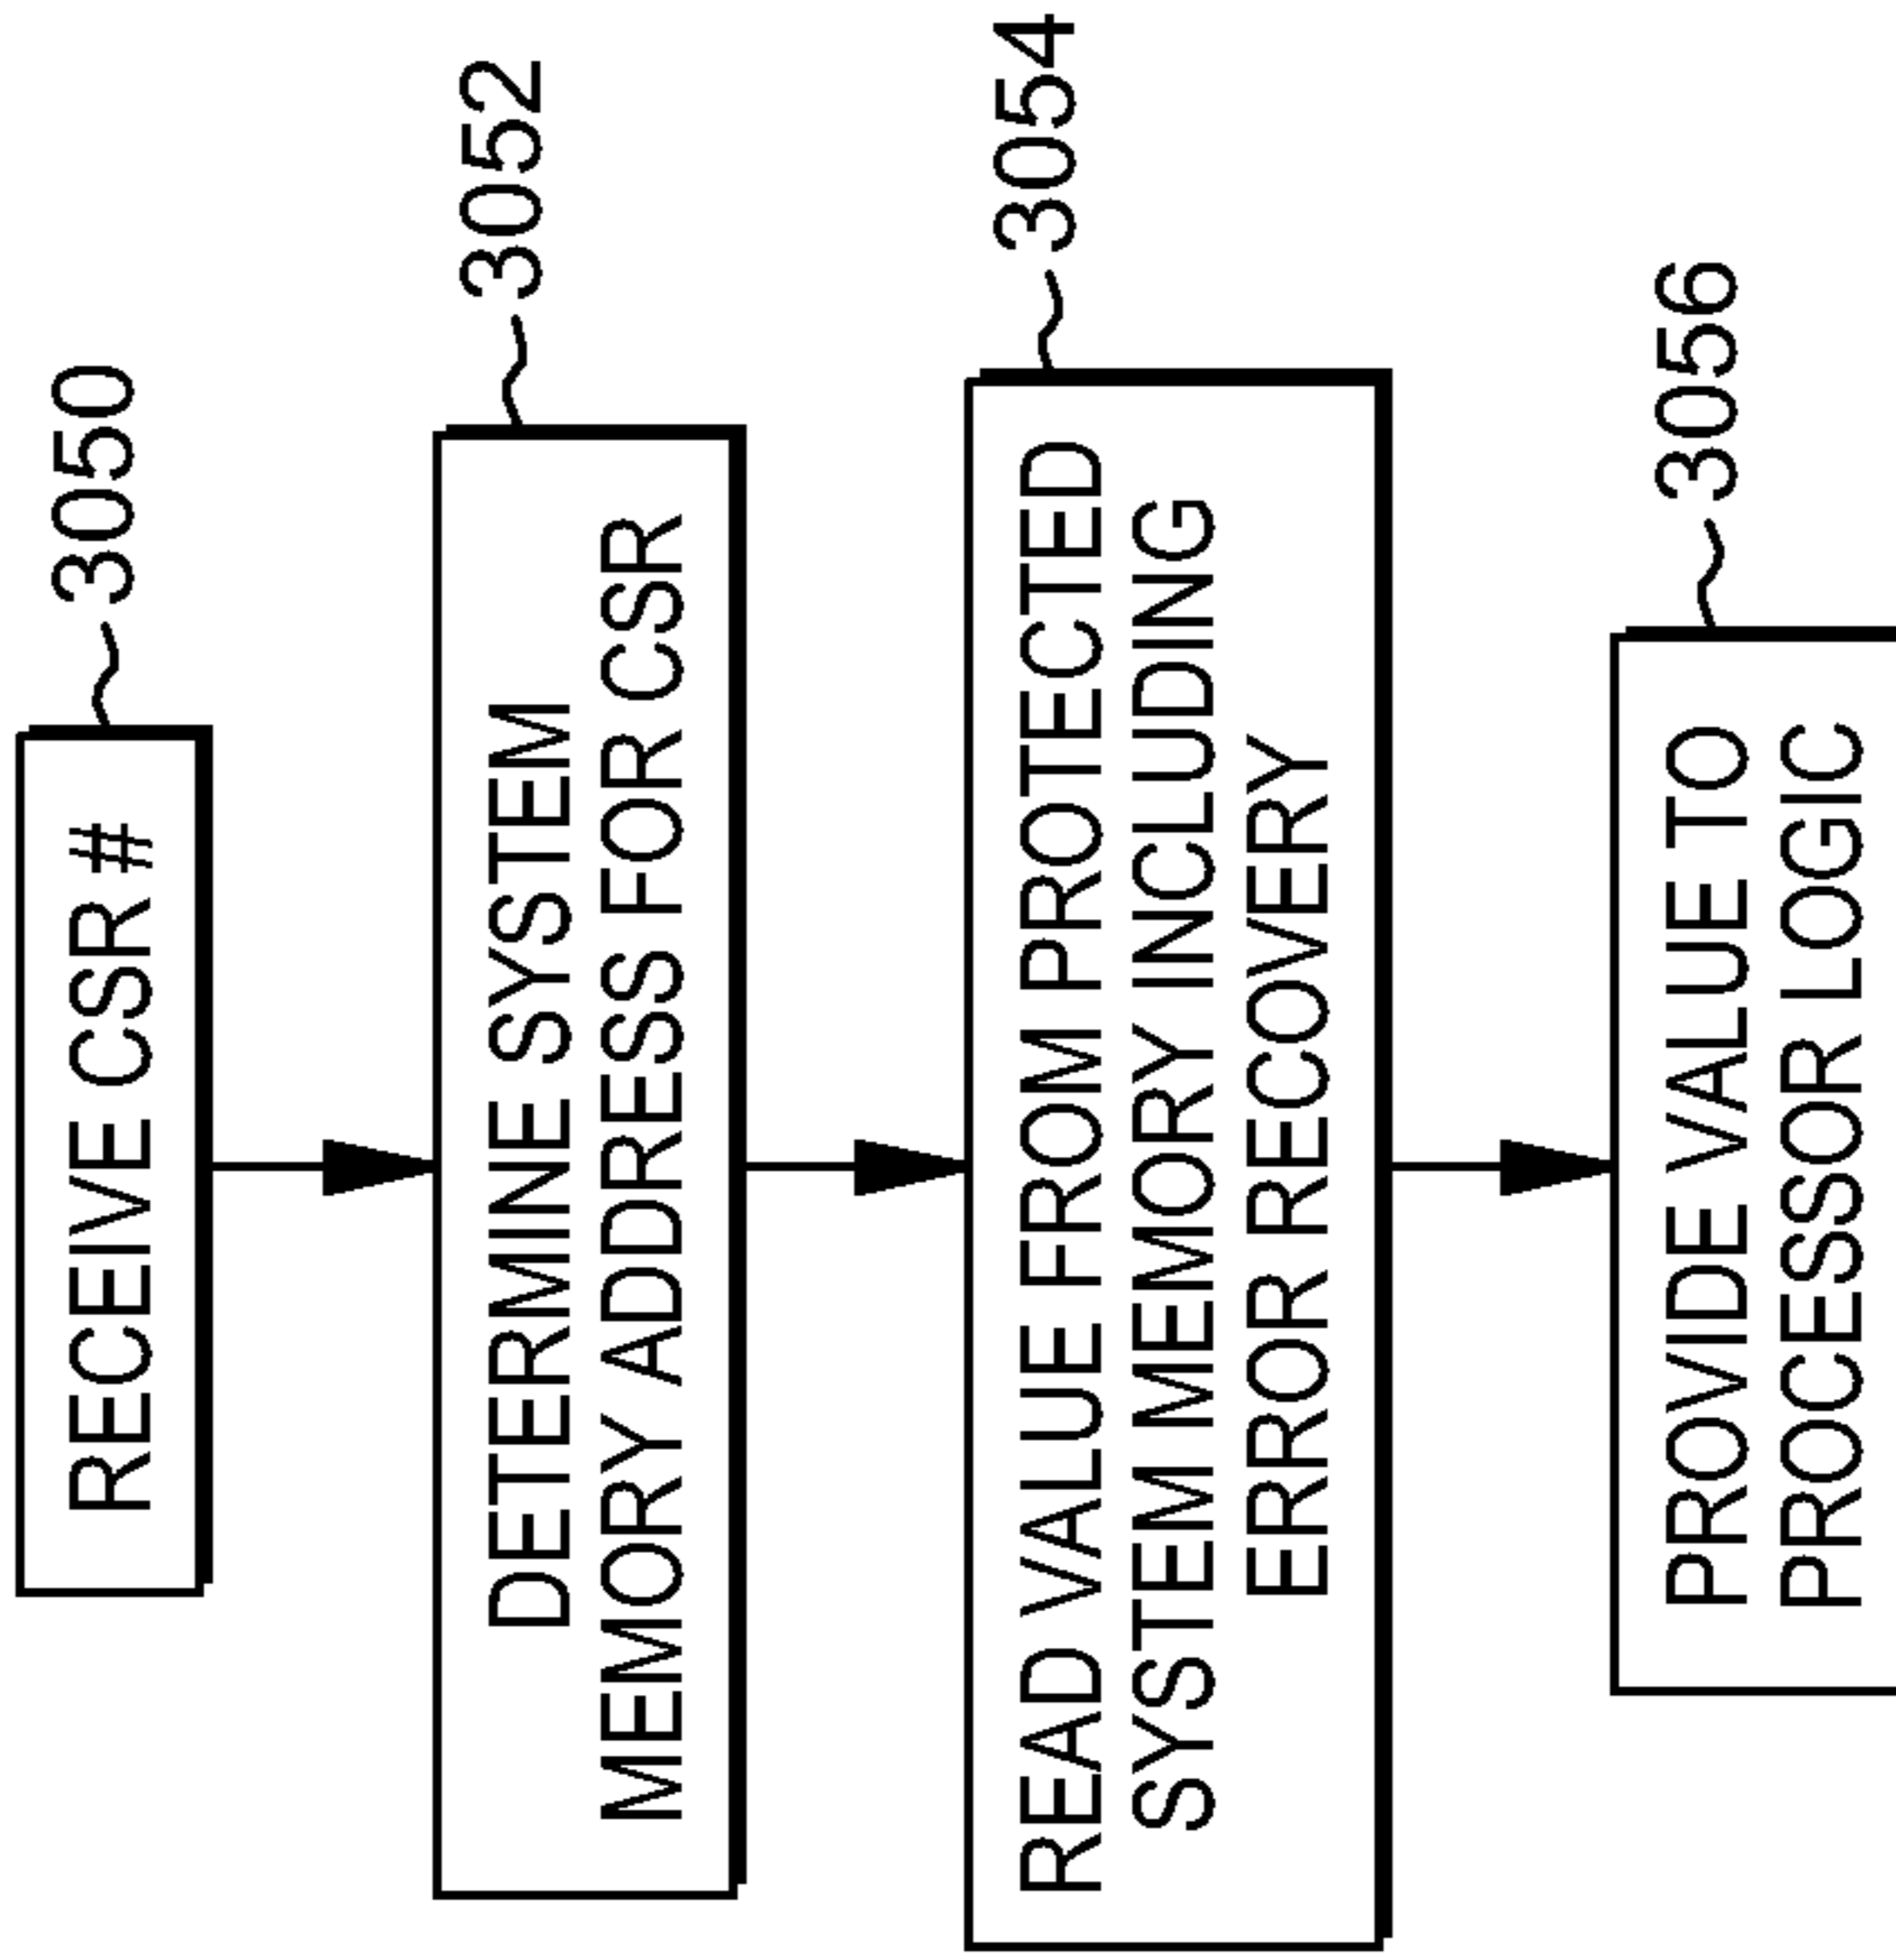 3050
RECEIVE CSR #
3052
DETERMINE SYSTEM
MEMORY ADDRESS FOR CSR
3054
READ VALUE FROM PROTECTED
SYSTEM MEMORY INCLUDING
ERROR RECOVERY
3056
PROVIDE VALUE TO
PROCESSOR LOGIC